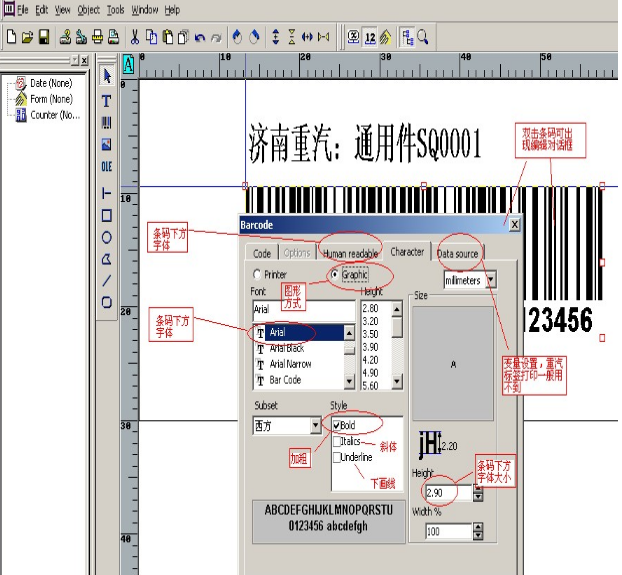 File Edit View Object Tools Window Help
12
Date (None)
Form (None)
Counter (No...
A
T
OLE
0 10 20 30 40 50
0
10
20
30
40
济南重汽：通用件SQ0001
双击条码可出
现编辑对话框
123456
条码下方
字体
Barcode
Code Options Human readable Character Data source
Printer Graphic
milimeters
图形
方式
Font Height
Arial
2.80
3.20
3.50
3.90
4.20
4.90
5.60
条码下方
字体
Arial
Arial Black
Arial Narrow
Bar Code
Size
A
变量设置，重汽
标签打印一般用
不到
Subset
西方
Style
Bold
Italics
Underline
加粗
斜体
下画线
jH
2.20
Height
2.90
条码下方
字体大小
Width %
100
ABCDEFGHIJKLMNOPQRSTU
0123456 abcdefgh